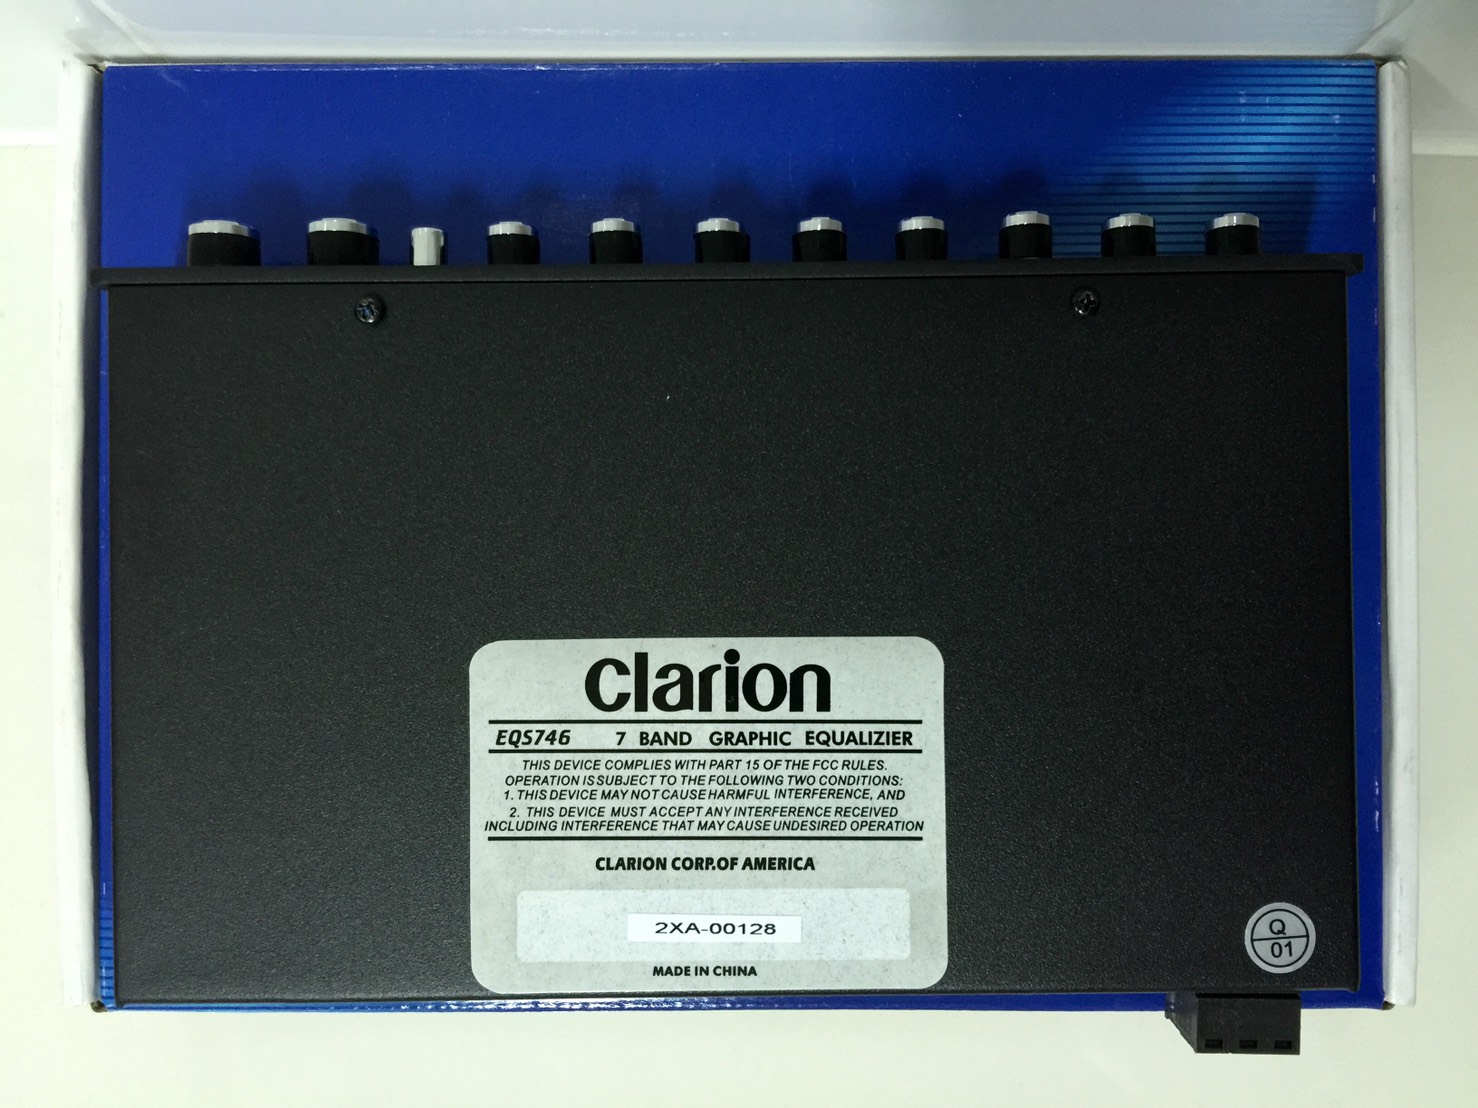 clarion
EQS746 7 BAND GRAPHIC EQUALIZIER
THIS DEVICE COMPLIES WITH PART 15 OF THE FCC RULES.
OPERATION IS SUBJECT TO THE FOLLOWING TWO CONDITIONS:
1. THIS DEVICE MAY NOT CAUSE HARMFUL INTERFERENCE, AND
2. THIS DEVICE MUST ACCEPT ANY INTERFERENCE RECEIVED
INCLUDING INTERFERENCE THAT MAY CAUSE UNDESIRED OPERATION
CLARION CORP.OF AMERICA
2XA-00128
MADE IN CHINA
Q
01